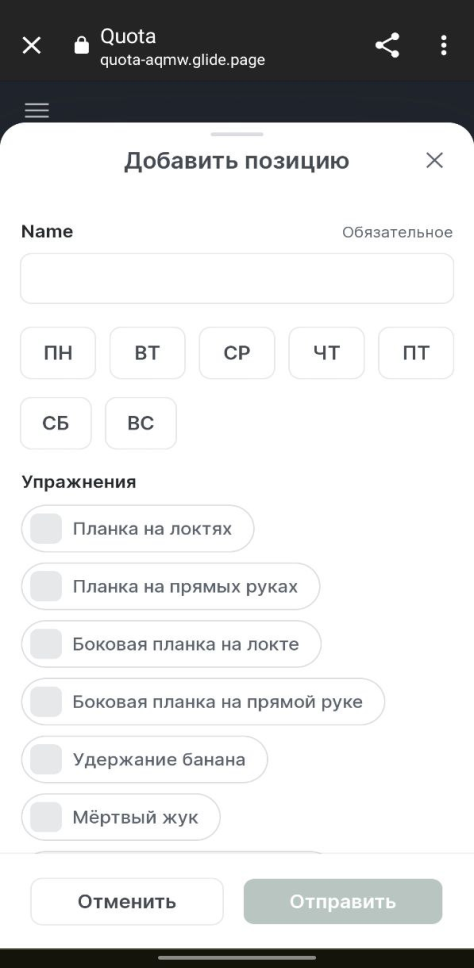 Quota
quota-aqmw.glide.page
Добавить позицию
Name Обязательное
ПН ВТ СР ЧТ ПТ
СБ ВС
Упражнения
Планка на локтях
Планка на прямых руках
Боковая планка на локте
Боковая планка на прямой руке
Удержание банана
Мёртвый жук
Отменить Отправить